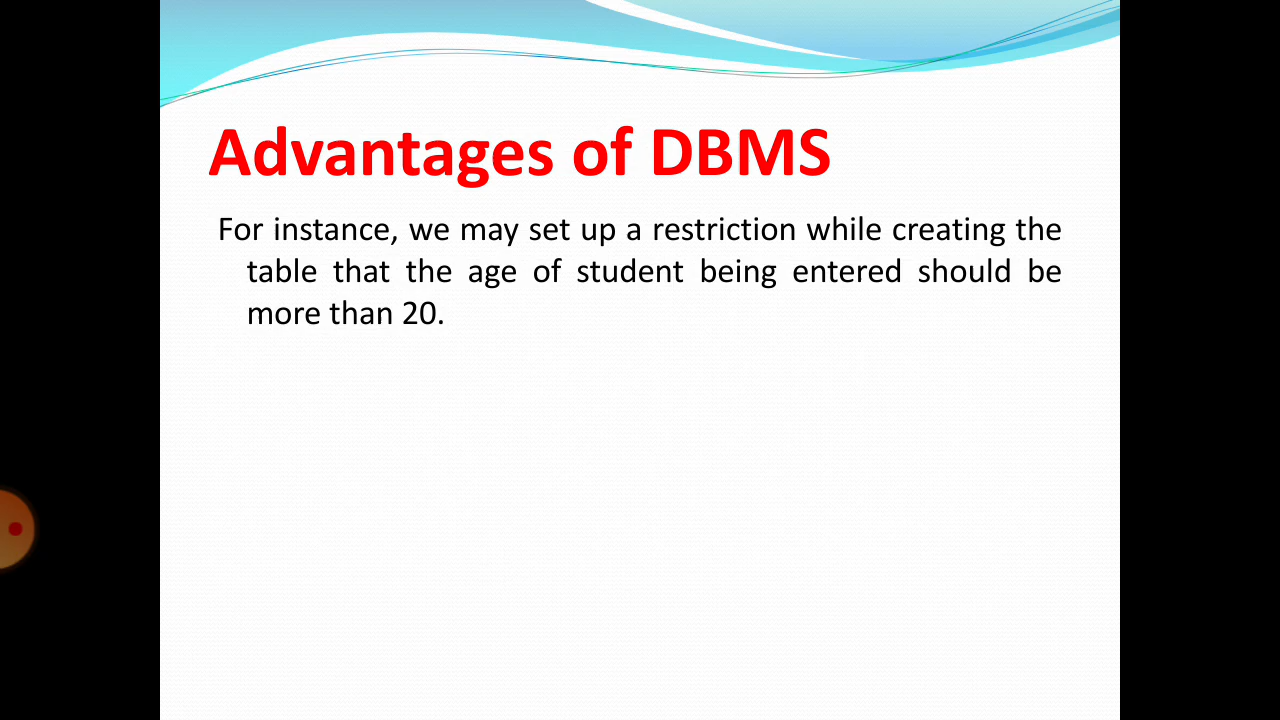 Advantages of DBMS
For instance, we may set up a restriction while creating the
table that the age of student being entered should be
more than 20.